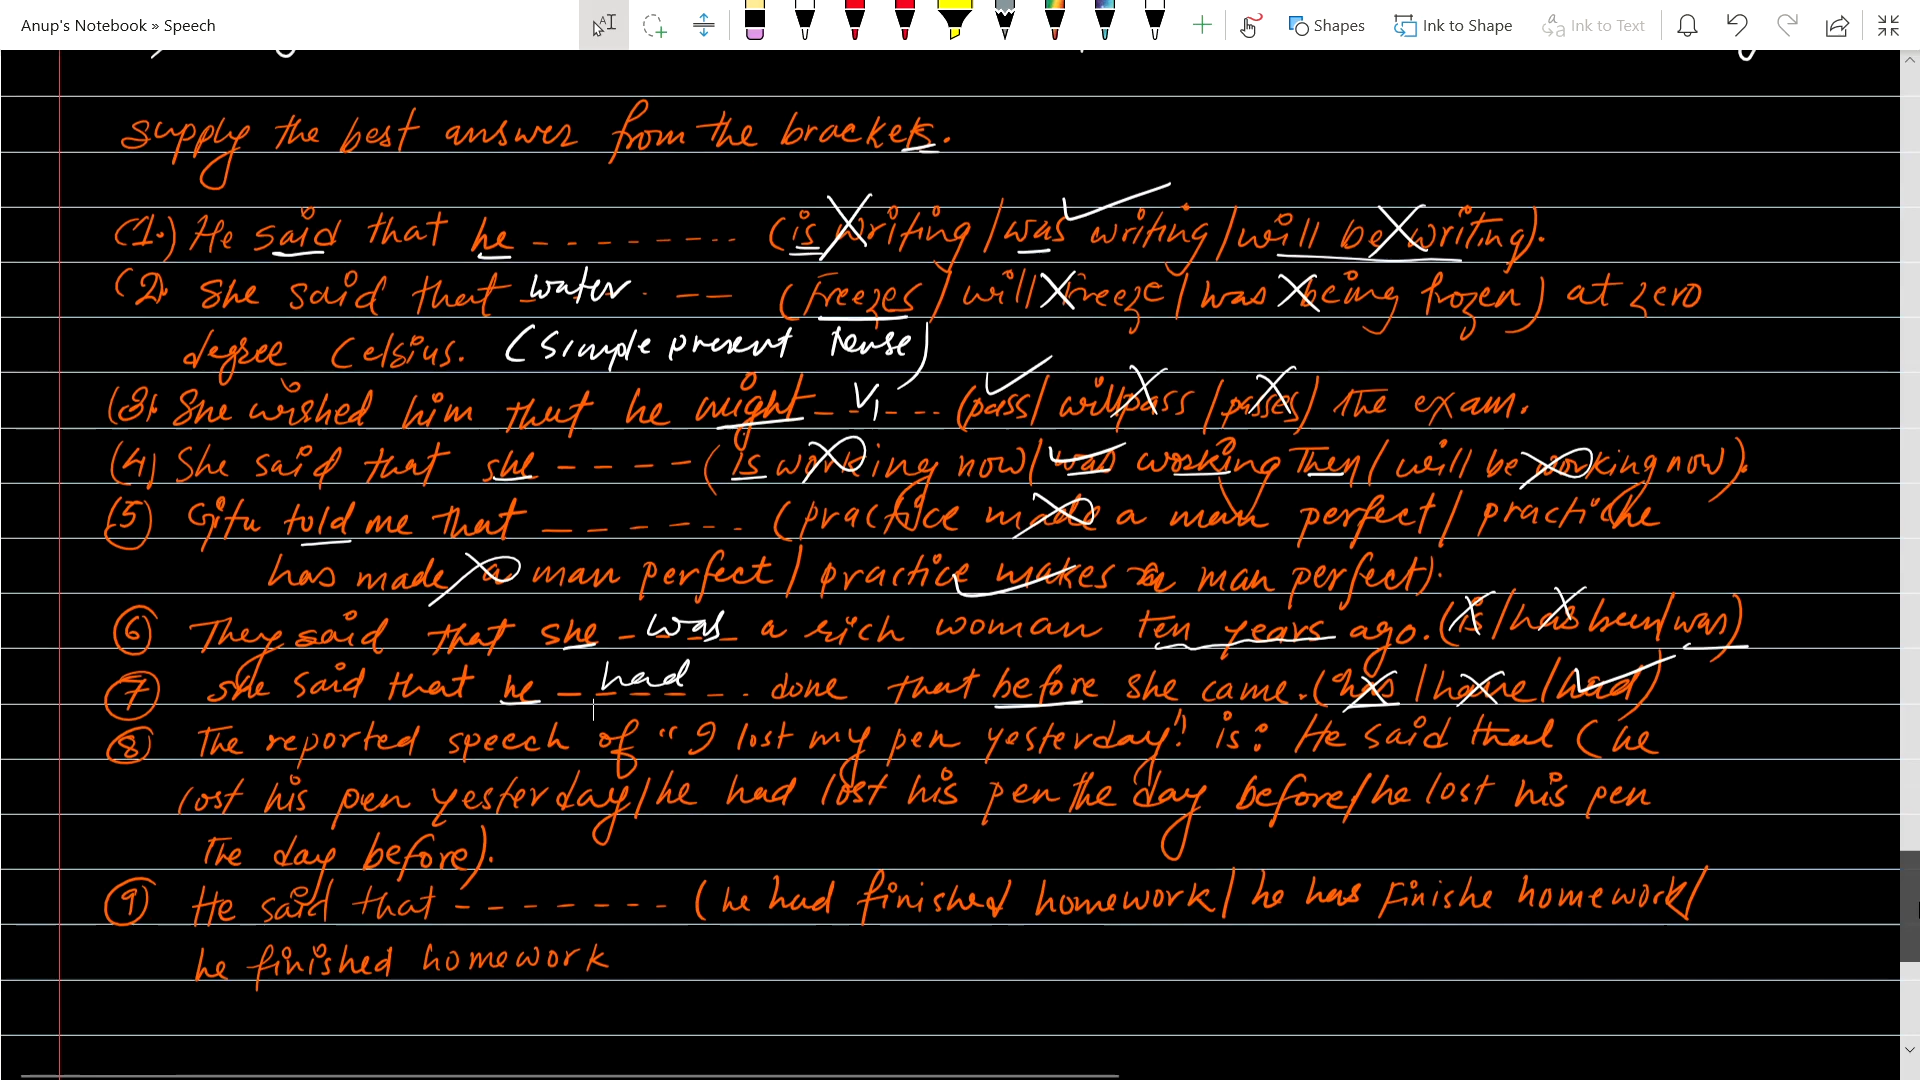 Anup's Notebook » Speech
Shapes
Ink to Shape
Ink to Text
supply the best answer from the brackets.
(1.) He said that he --------- (is writing / was writing / will be writing).
(2). She said that water -- (Freezes / will freeze / was being frozen) at zero
degree Celsius. (simple present tense)
(3). She wished him that he might - V1 --- (pass / will pass / passes) the exam.
(4) She said that she ---- (is working now / was working then / will be working now).
(5) Gitu told me that ------- (practice made a man perfect / practiche
has made a man perfect / practice makes a man perfect).
(6) They said that she - was - a rich woman ten years ago. (is / has been / was)
(7) She said that he - had -- done that before she came. (has / have / had)
(8) The reported speech of "I lost my pen yesterday" is: He said that (he
lost his pen yesterday / he had lost his pen the day before / he lost his pen
the day before).
(9) He said that -------- (he had finished homework / he has finishe homework /
he finished homework